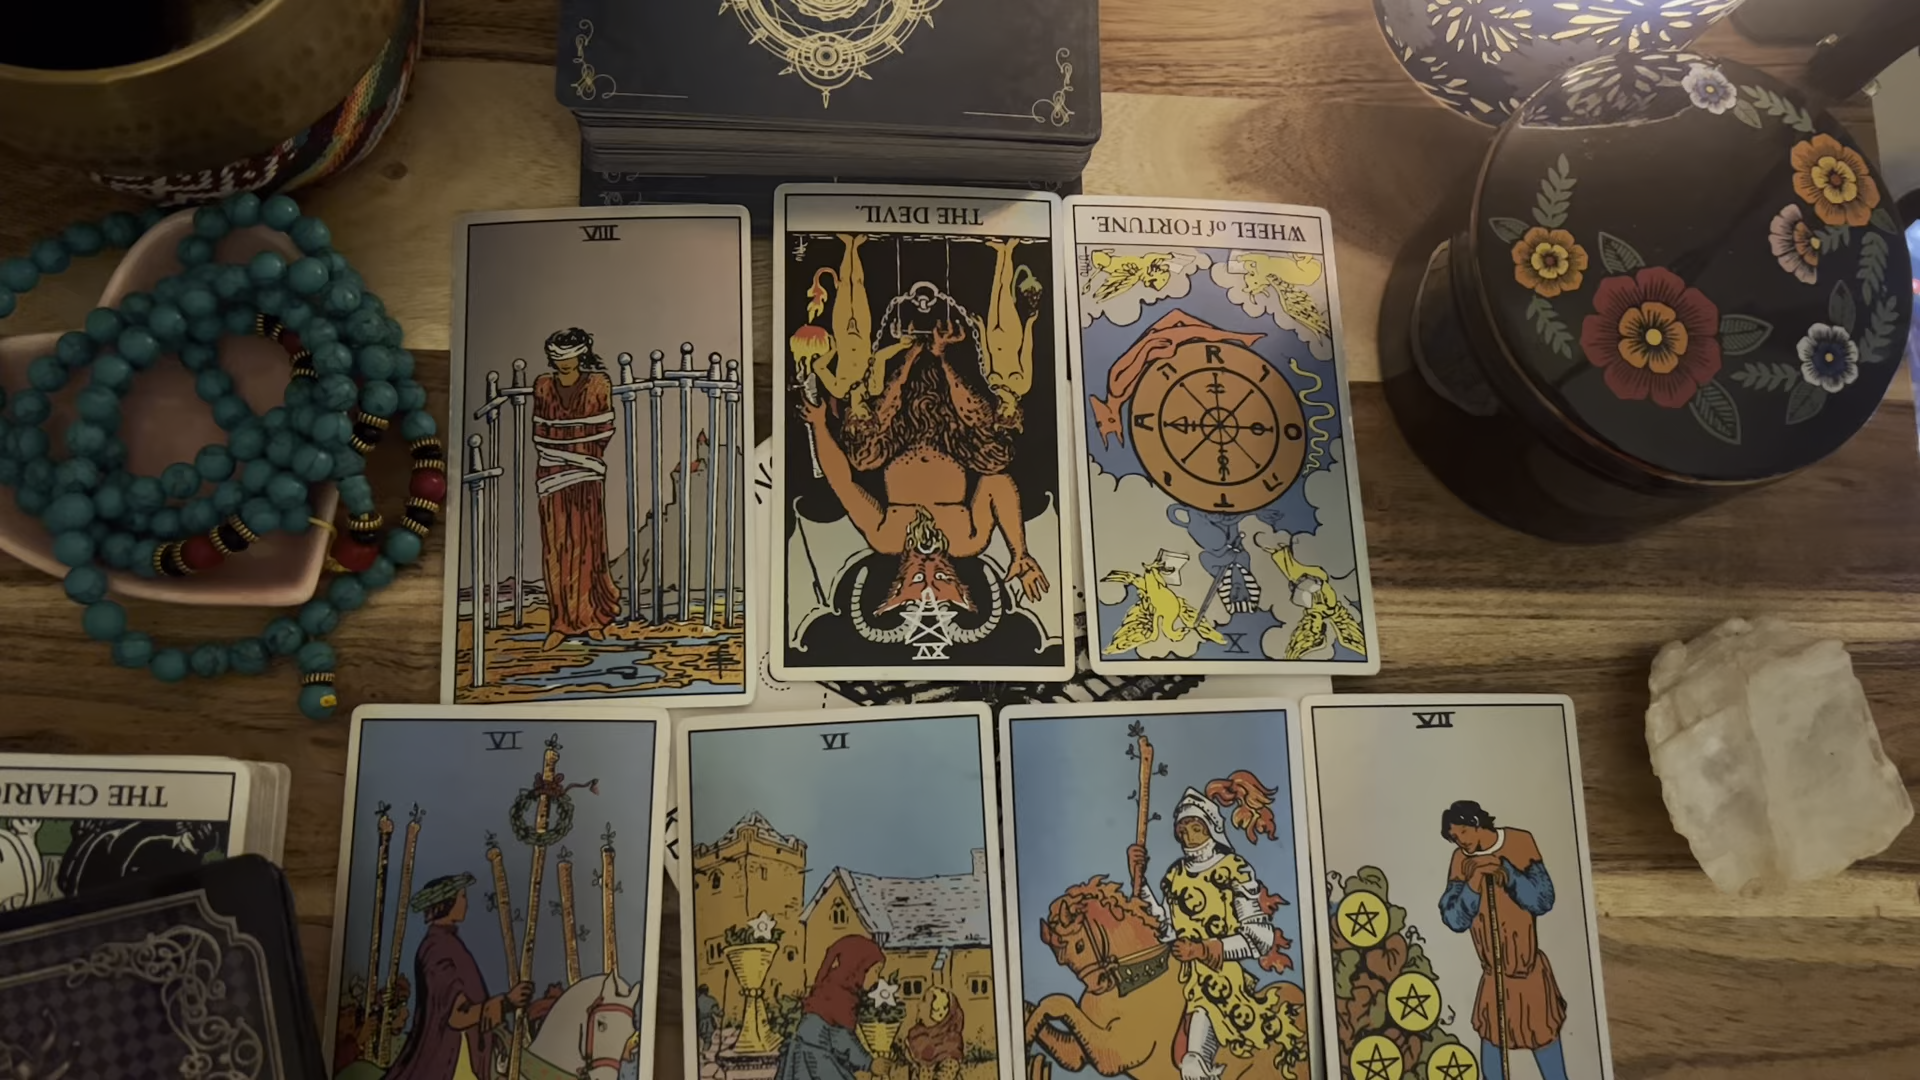 VIII
THE DEVIL.
XV
WHEEL of FORTUNE.
T
A
R
O
X
THE CHARI
VI
VI
VII